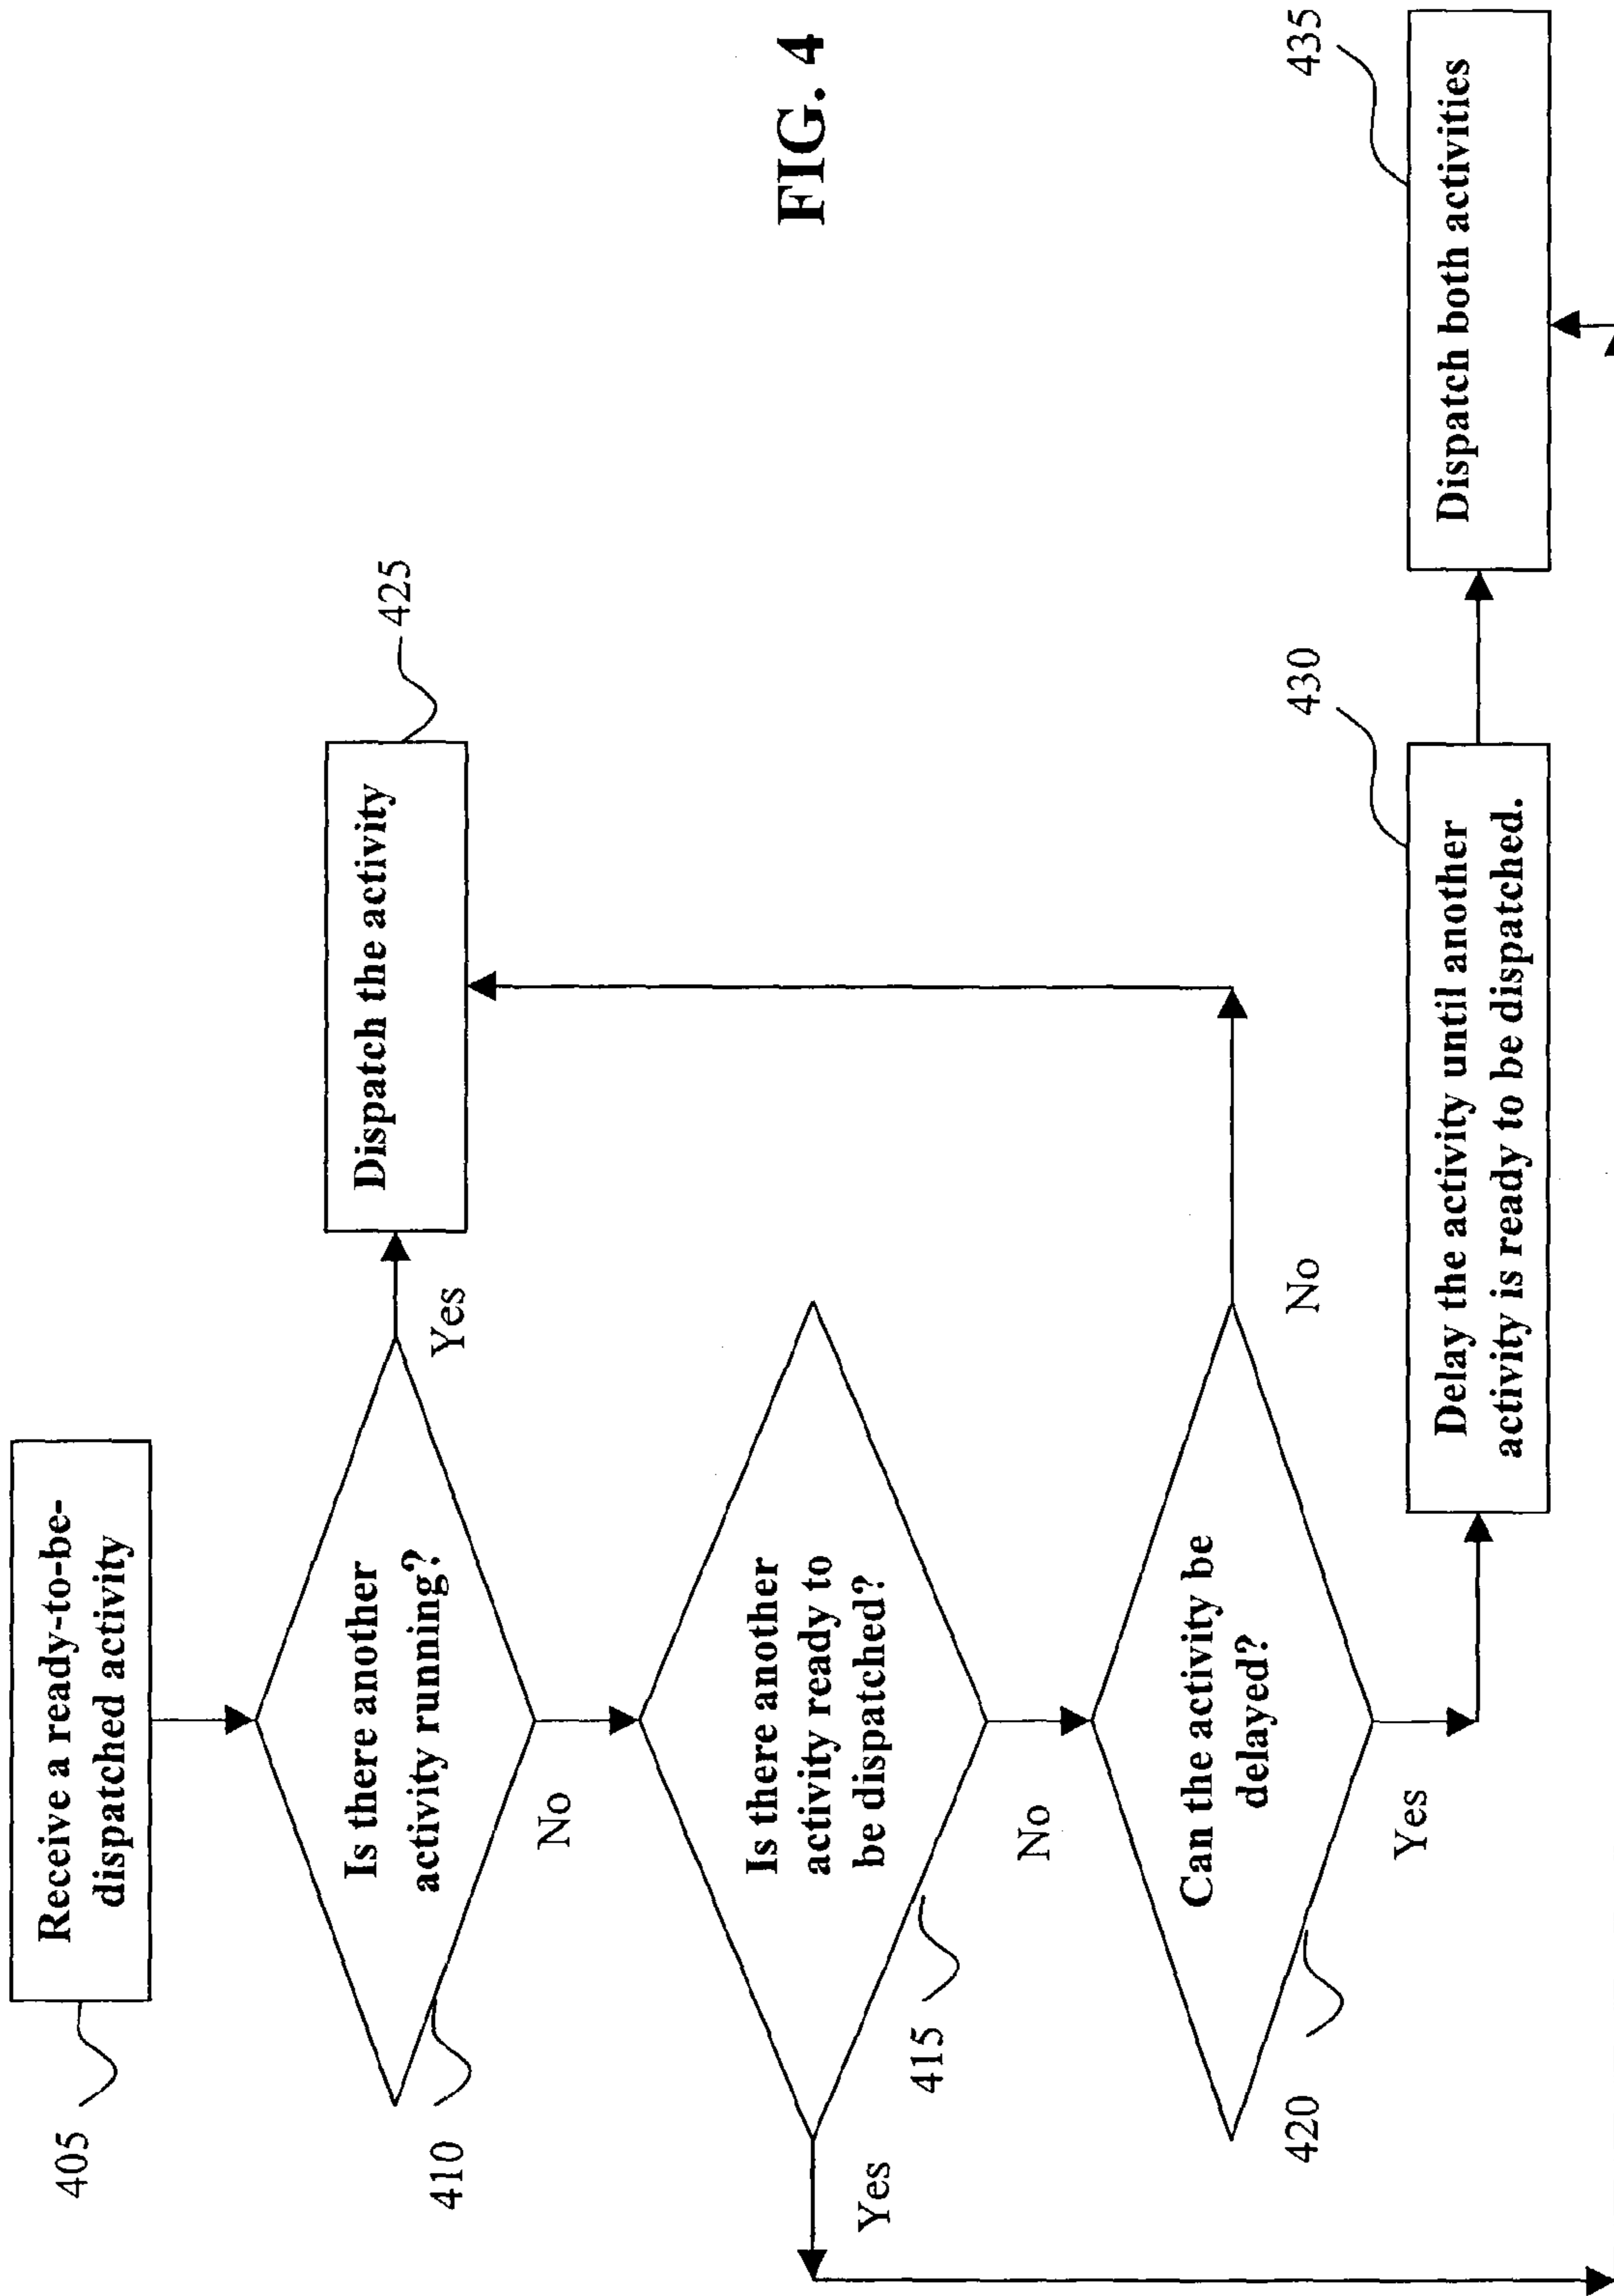 405
Receive a ready-to-be-
dispatched activity
410
Is there another
activity running?
Yes
Dispatch the activity
425
No
FIG. 4
Is there another
activity ready to
be dispatched?
415
Yes
No
Can the activity be
delayed?
420
No
Yes
430
Delay the activity until another
activity is ready to be dispatched.
435
Dispatch both activities